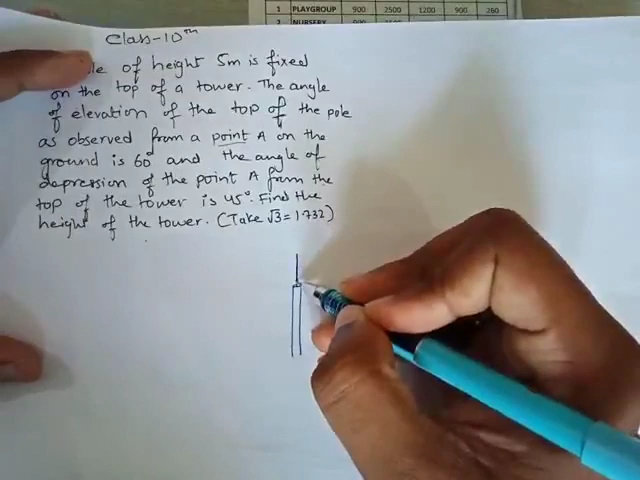 1 PLAYGROUP 900 2500 1200 900 260
2 NURSERY
Class-10th
of height 5m is fixed
on the top of a tower. The angle
of elevation of the top of the pole
as observed from a point A on the
ground is 60° and the angle of
depression of the point A from the
top of the tower is 45°. Find the
height of the tower. (Take √3=1.732)